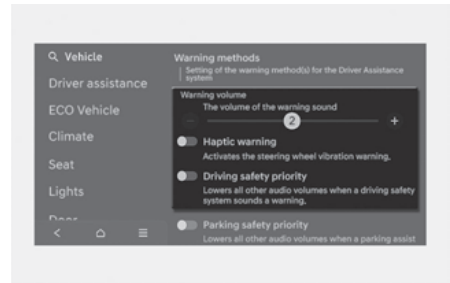 Vehicle
Driver assistance
ECO Vehicle
Climate
Seat
Lights
Door
Warning methods
Setting of the warning method(s) for the Driver Assistance
system
Warning volume
The volume of the warning sound
- 2 +
Haptic warning
Activates the steering wheel vibration warning.
Driving safety priority
Lowers all other audio volumes when a driving safety
system sounds a warning.
Parking safety priority
Lowers all other audio volumes when a parking assist